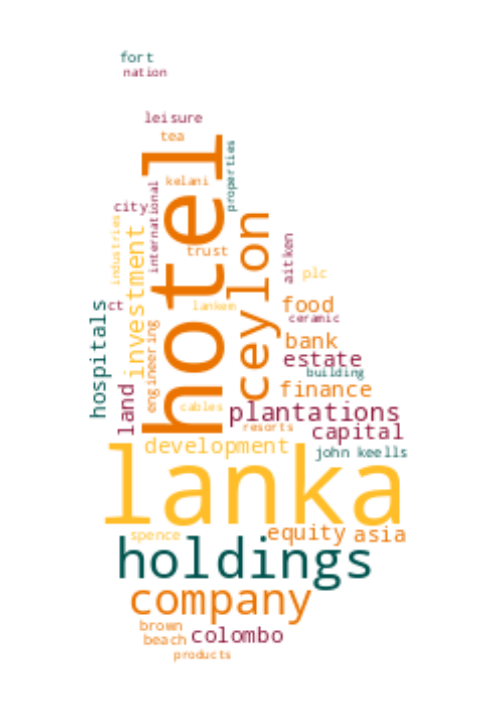 fort
nation
leisure
tea
properties
hotel
kelani
international
city
industries
ceylon
investment
trust
aitken
plc
hospitals
ct
lankem
food
ceramic
engineering
bank
estate
building
land
finance
cables
plantations
resorts
capital
development
john keells
lanka
spence
equity
asia
holdings
company
brown
beach
colombo
products